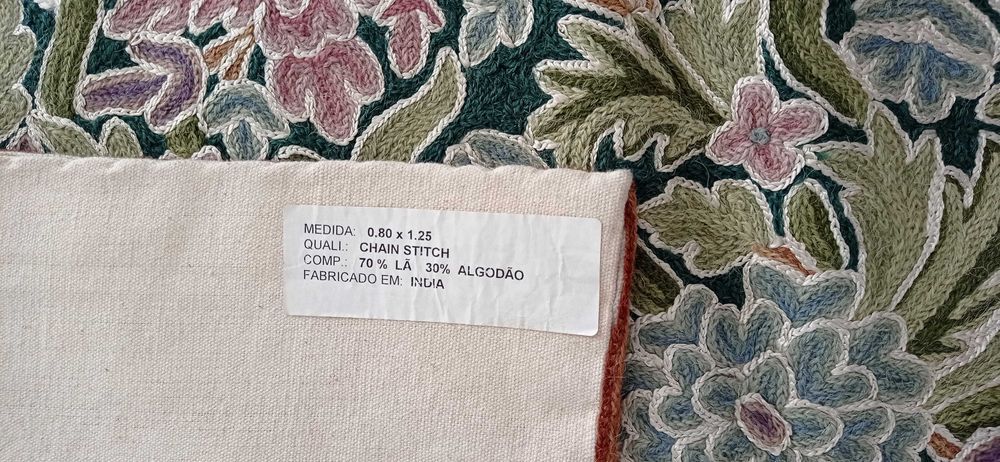 MEDIDA: 0.80 x 1.25
QUALI.: CHAIN STITCH
COMP.: 70 % LÃ 30% ALGODÃO
FABRICADO EM: INDIA